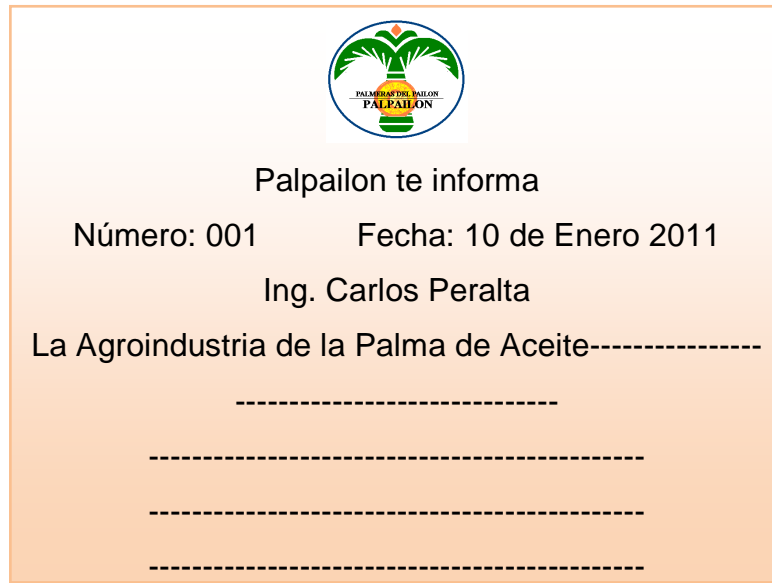 PALMERAS DEL PAILON
PALPAILON
Palpailon te informa
Número: 001 Fecha: 10 de Enero 2011
Ing. Carlos Peralta
La Agroindustria de la Palma de Aceite----------------
------------------------------
----------------------------------------------
----------------------------------------------
----------------------------------------------